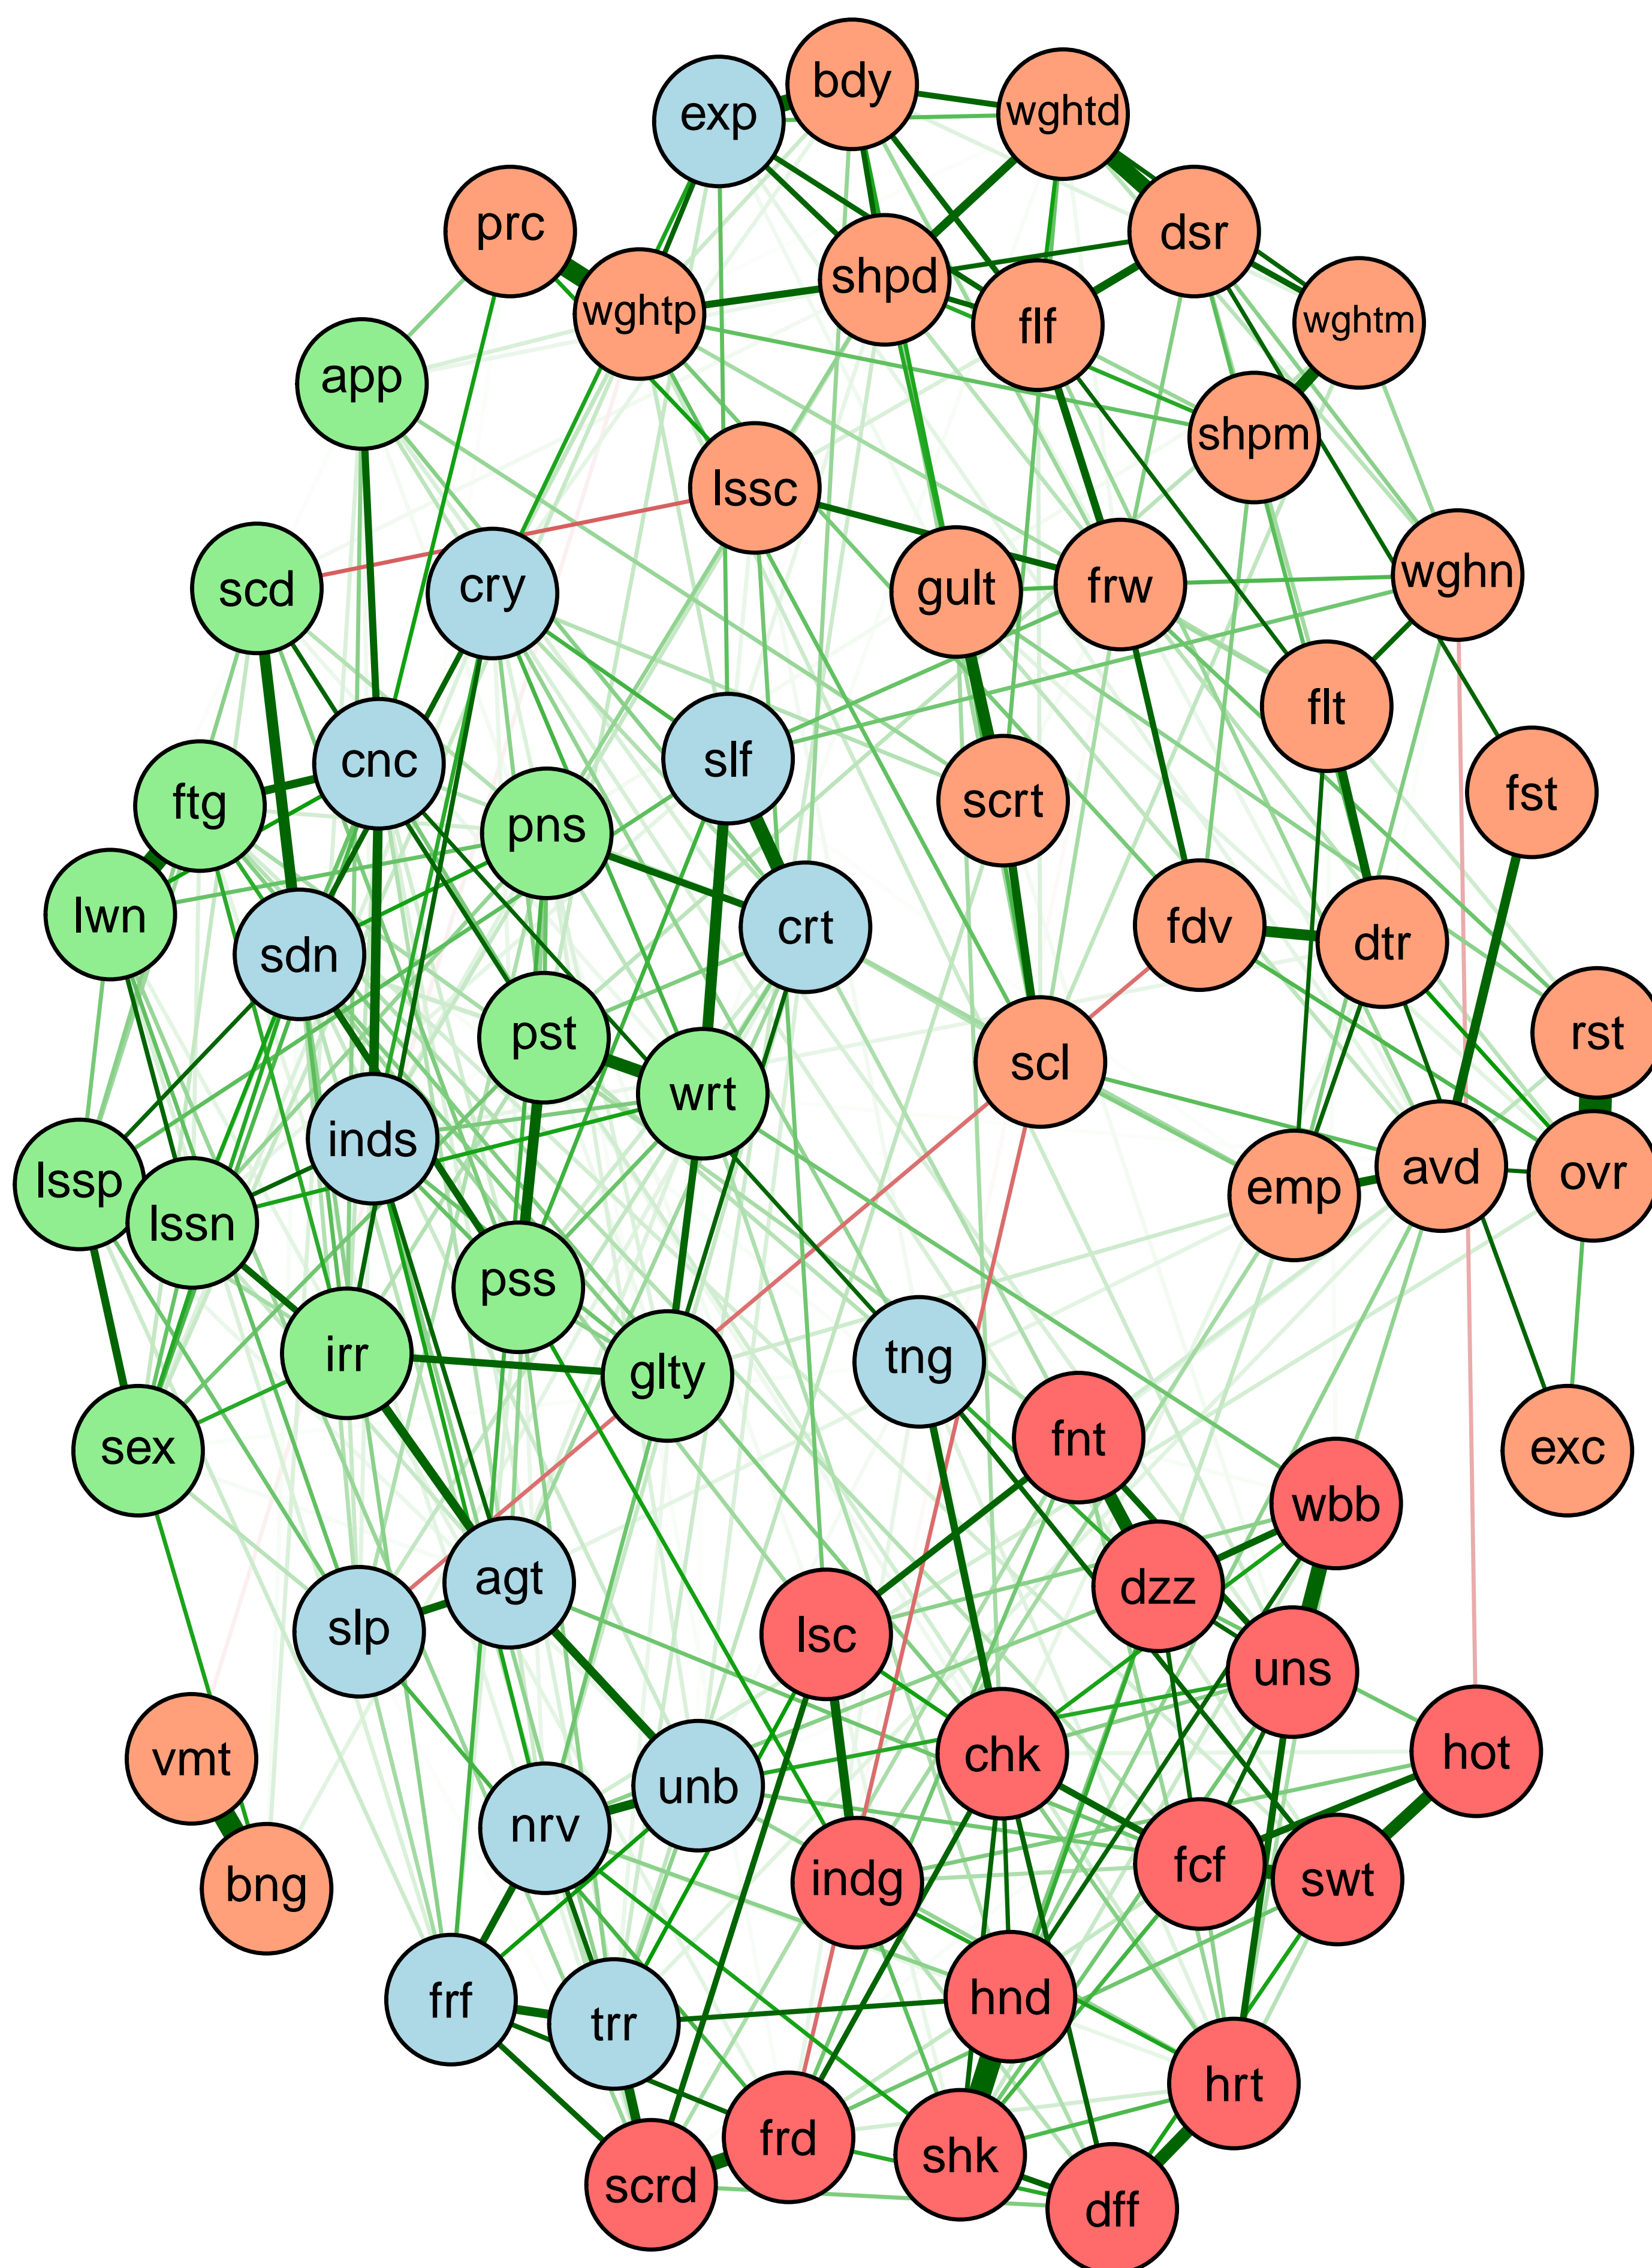 bdy
exp
wghtd
prc
dsr
shpd
wghtp
flf
wghtm
app
shpm
lssc
scd
cry
gult
frw
wghn
flt
cnc
slf
ftg
pns
scrt
fst
lwn
sdn
crt
fdv
dtr
pst
wrt
scl
rst
inds
lssp
lssn
emp
avd
ovr
pss
irr
glty
tng
sex
fnt
exc
wbb
agt
slp
lsc
dzz
uns
vmt
nrv
unb
chk
hot
bng
indg
fcf
swt
frf
trr
hnd
hrt
scrd
frd
shk
dff